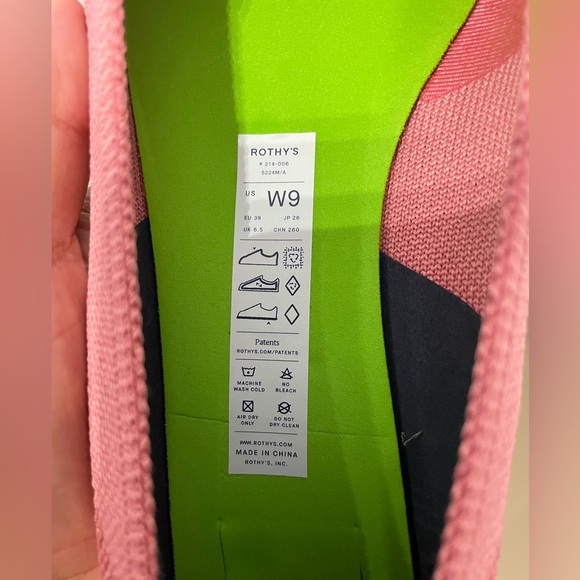 ROTHY'S
# 214-006
5224M/A
US W9
EU 39 JP 26
UK 6.5 CHN 260
Patents
ROTHYS.COM/PATENTS
MACHINE WASH COLD
NO BLEACH
AIR DRY ONLY
DO NOT DRY CLEAN
WWW.ROTHYS.COM
MADE IN CHINA
ROTHY'S, INC.